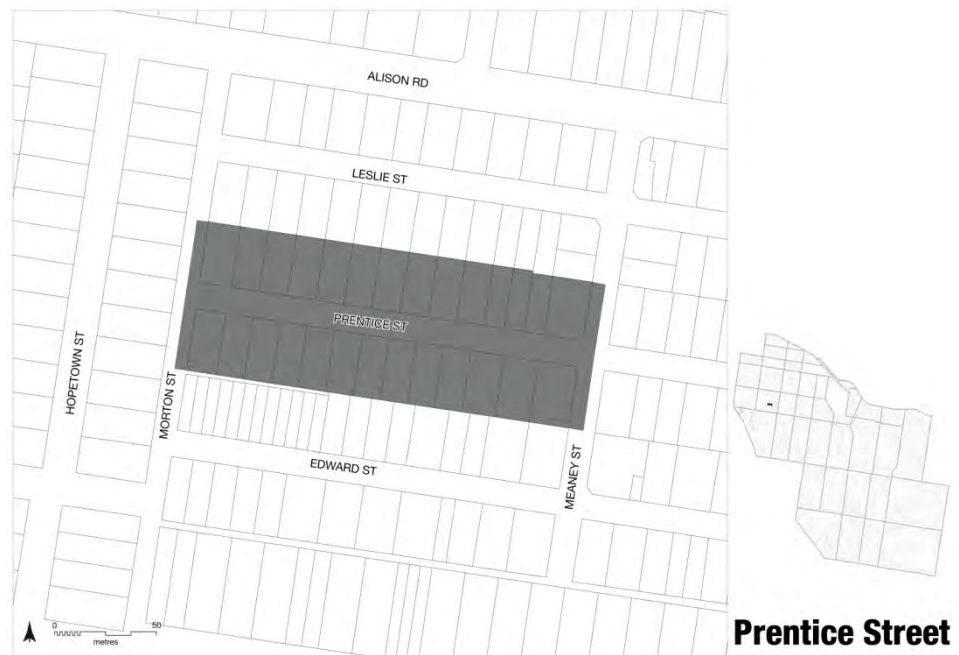 ALISON RD
LESLIE ST
PRENTICE ST
HOPETOWN ST
MORTON ST
EDWARD ST
MEANEY ST
0 50
metres
Prentice Street